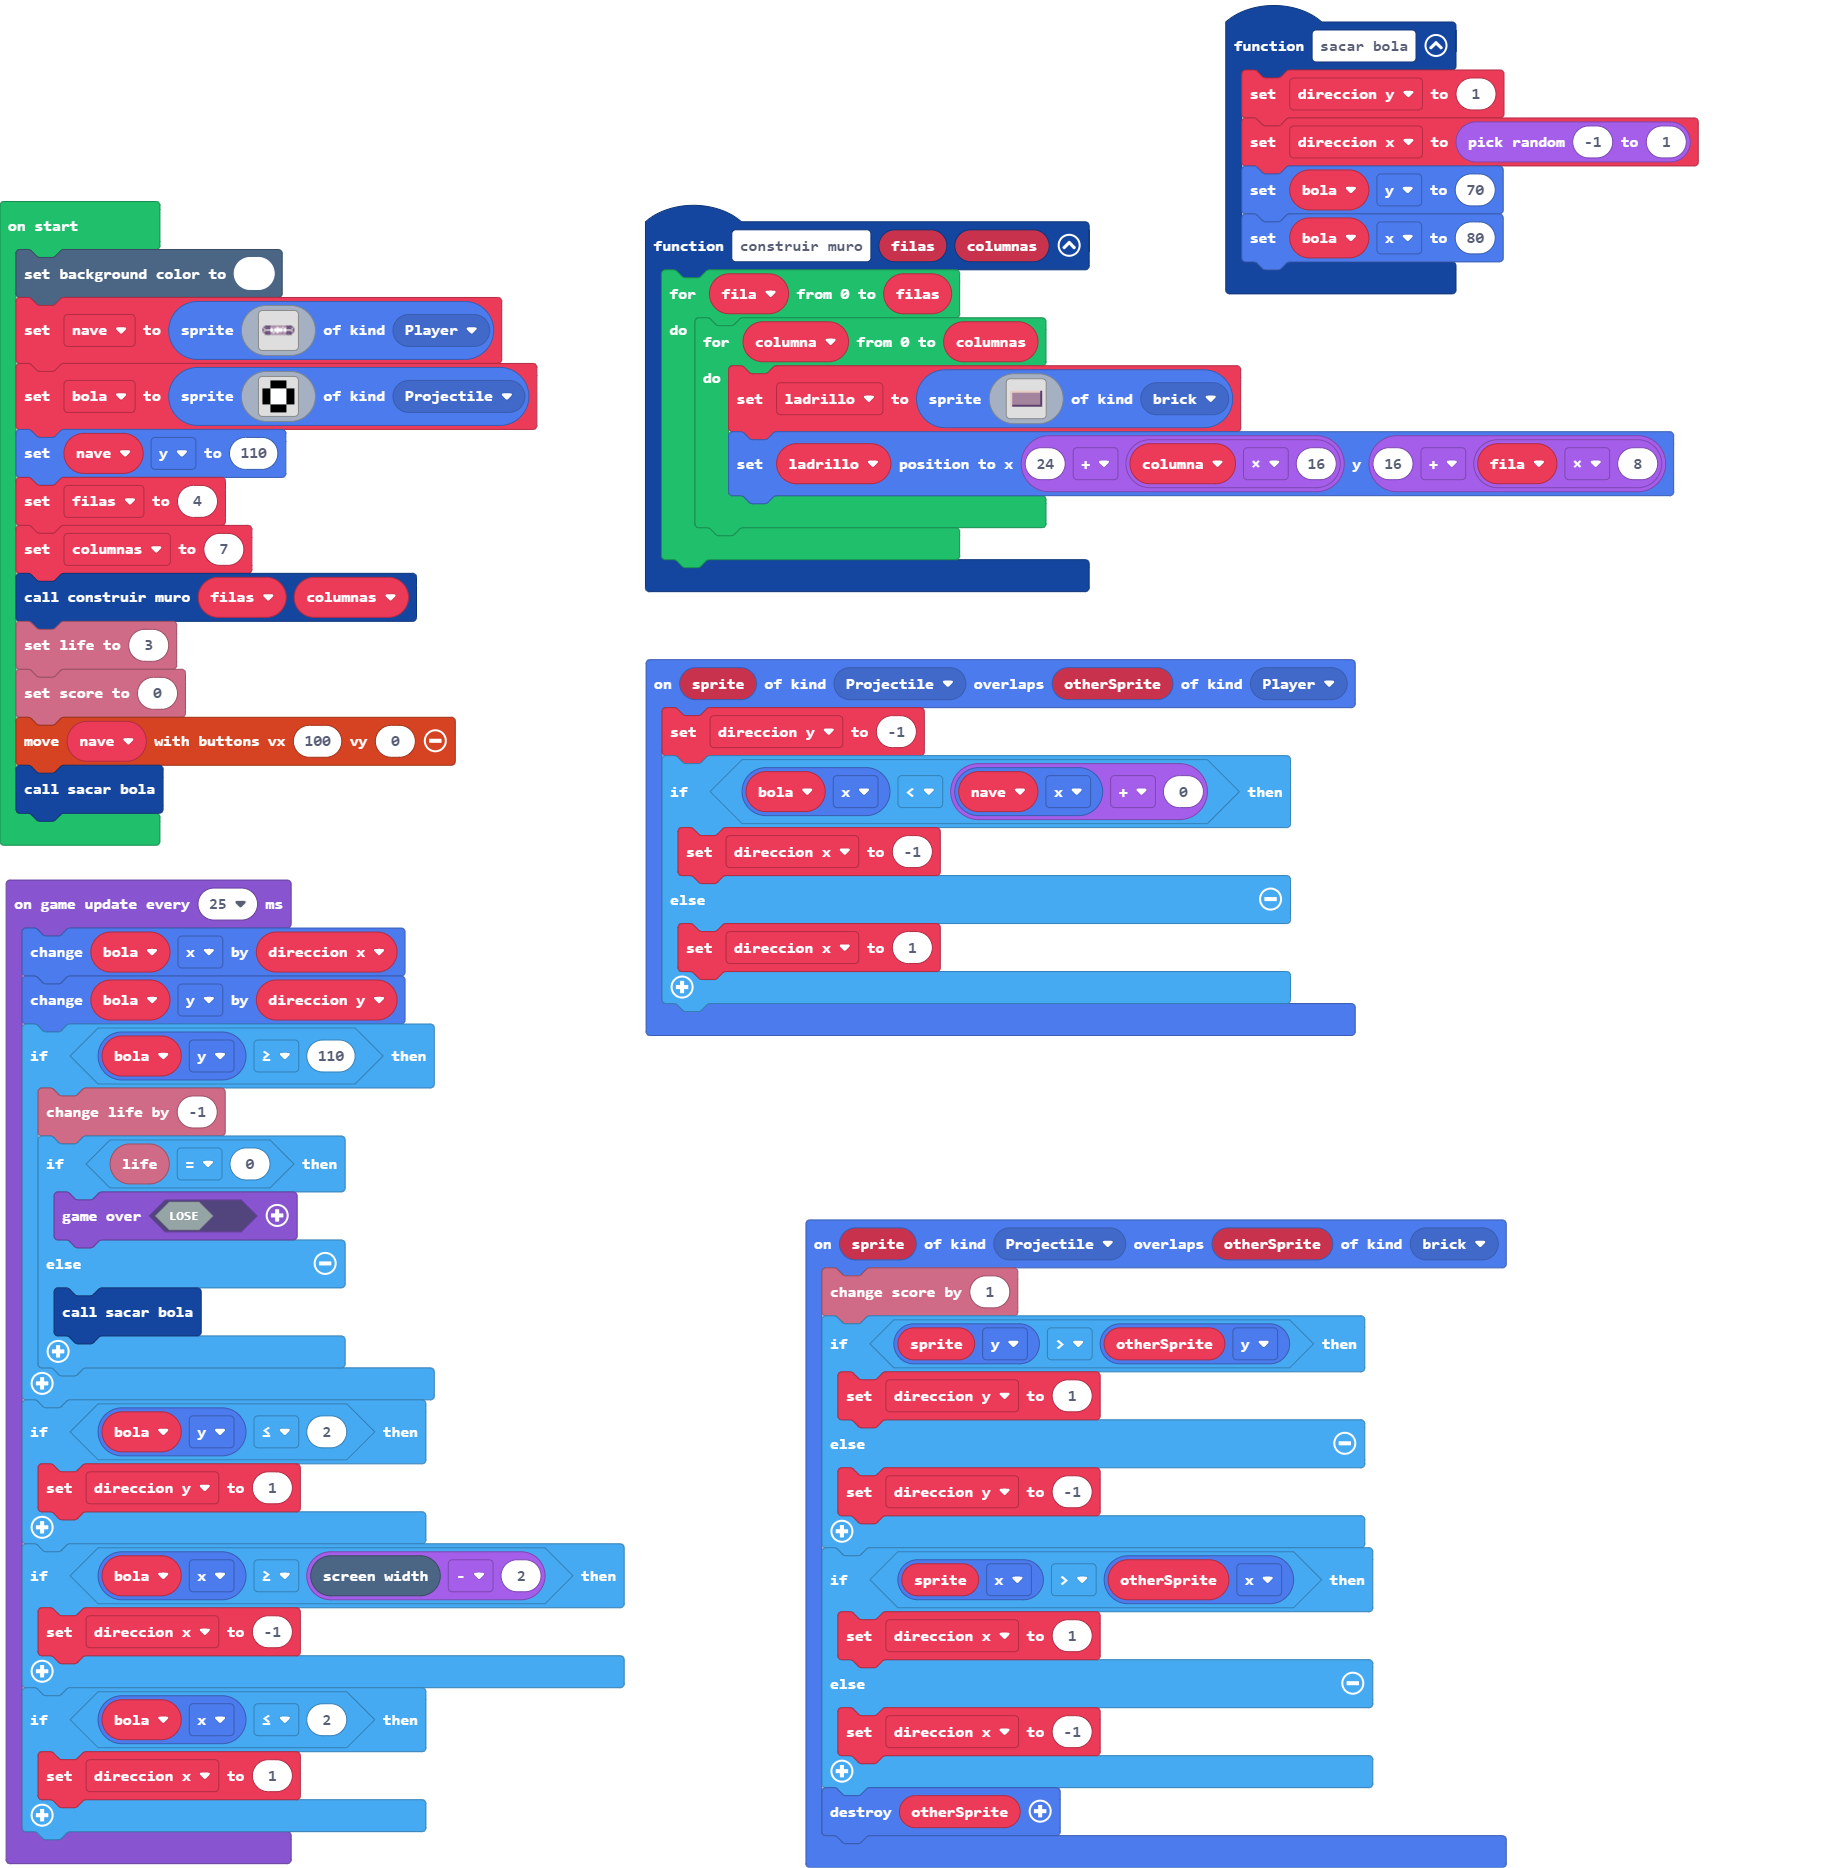 on start
set background color to
set nave to sprite of kind Player
set bola to sprite of kind Projectile
set nave y to 110
set filas to 4
set columnas to 7
call construir muro filas columnas
set life to 3
set score to 0
move nave with buttons vx 100 vy 0
call sacar bola
on game update every 25 ms
change bola x by direccion x
change bola y by direccion y
if bola y ≥ 110 then
change life by -1
if life = 0 then
game over LOSE
else
call sacar bola
if bola y ≤ 2 then
set direccion y to 1
if bola x ≥ screen width - 2 then
set direccion x to -1
if bola x ≤ 2 then
set direccion x to 1
function construir muro filas columnas
for fila from 0 to filas
do
for columna from 0 to columnas
do
set ladrillo to sprite of kind brick
set ladrillo position to x 24 + columna × 16 y 16 + fila × 8
function sacar bola
set direccion y to 1
set direccion x to pick random -1 to 1
set bola y to 70
set bola x to 80
on sprite of kind Projectile overlaps otherSprite of kind Player
set direccion y to -1
if bola x < nave x + 0 then
set direccion x to -1
else
set direccion x to 1
on sprite of kind Projectile overlaps otherSprite of kind brick
change score by 1
if sprite y > otherSprite y then
set direccion y to 1
else
set direccion y to -1
if sprite x > otherSprite x then
set direccion x to 1
else
set direccion x to -1
destroy otherSprite